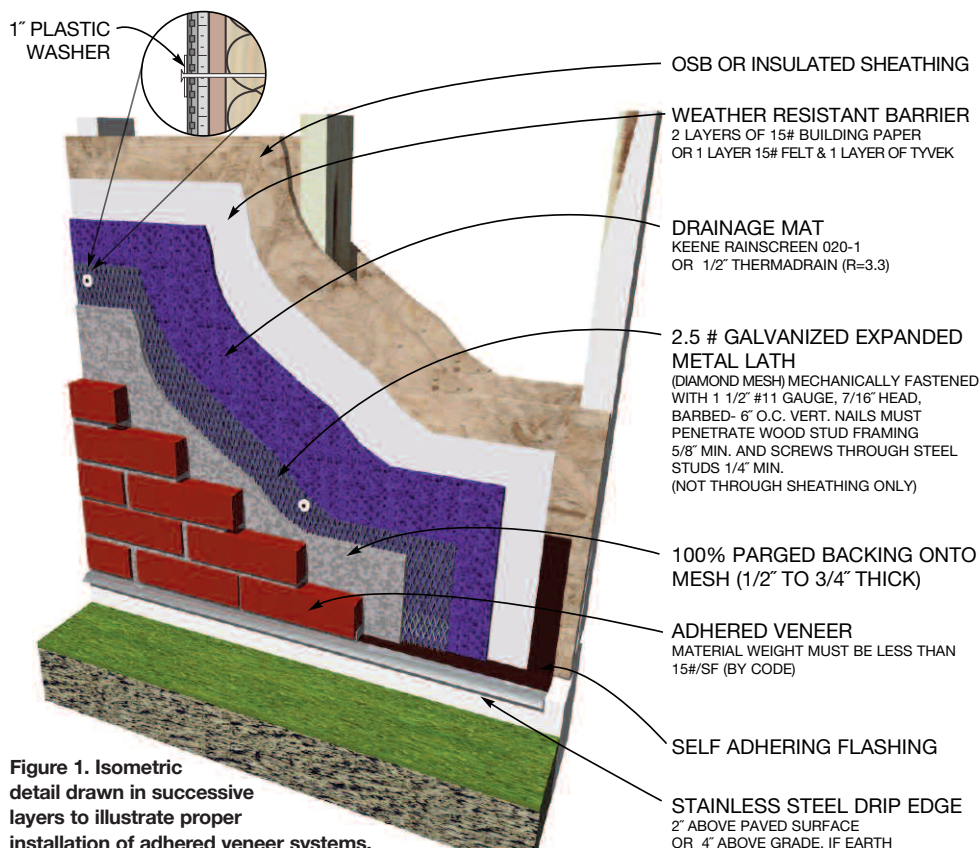 1″ PLASTIC
WASHER
OSB OR INSULATED SHEATHING
WEATHER RESISTANT BARRIER
2 LAYERS OF 15# BUILDING PAPER
OR 1 LAYER 15# FELT & 1 LAYER OF TYVEK
DRAINAGE MAT
KEENE RAINSCREEN 020-1
OR 1/2″ THERMADRAIN (R=3.3)
2.5 # GALVANIZED EXPANDED
METAL LATH
(DIAMOND MESH) MECHANICALLY FASTENED
WITH 1 1/2″ #11 GAUGE, 7/16″ HEAD,
BARBED- 6″ O.C. VERT. NAILS MUST
PENETRATE WOOD STUD FRAMING
5/8″ MIN. AND SCREWS THROUGH STEEL
STUDS 1/4″ MIN.
(NOT THROUGH SHEATHING ONLY)
100% PARGED BACKING ONTO
MESH (1/2″ TO 3/4″ THICK)
ADHERED VENEER
MATERIAL WEIGHT MUST BE LESS THAN
15#/SF (BY CODE)
SELF ADHERING FLASHING
STAINLESS STEEL DRIP EDGE
2″ ABOVE PAVED SURFACE
OR 4″ ABOVE GRADE, IF EARTH
Figure 1. Isometric
detail drawn in successive
layers to illustrate proper
installation of adhered veneer systems.